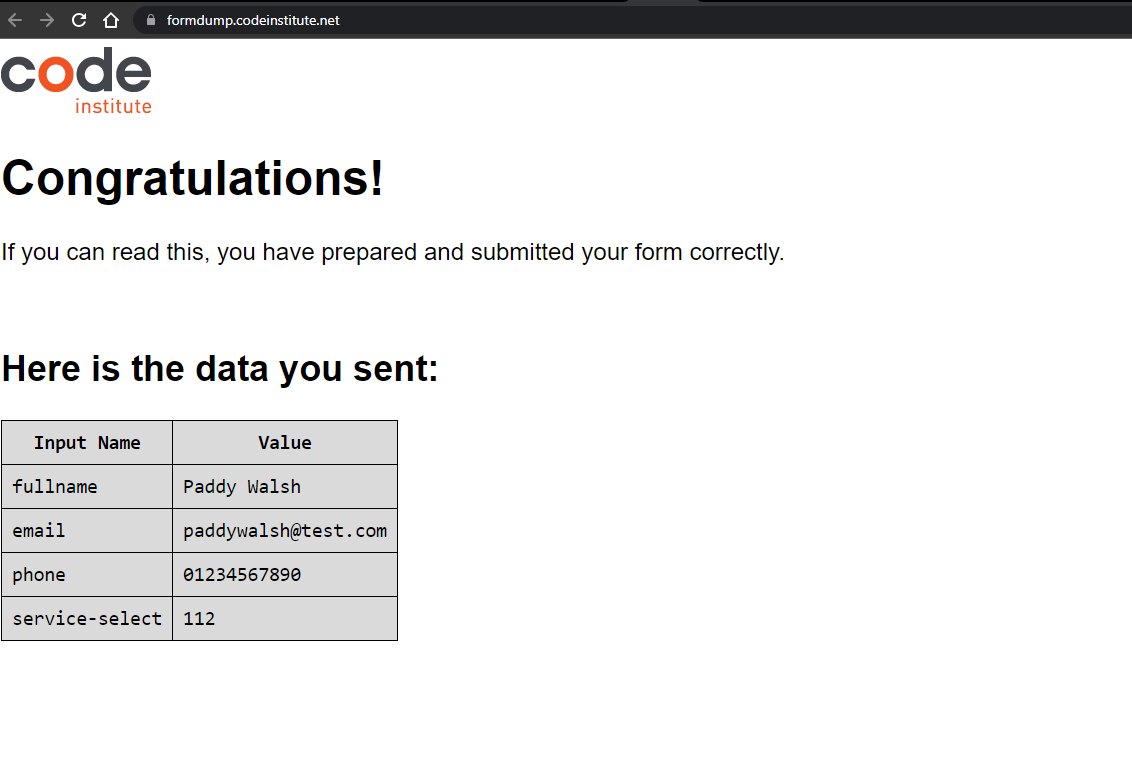 formdump.codeinstitute.net
code
institute
Congratulations!
If you can read this, you have prepared and submitted your form correctly.
Here is the data you sent:
Input Name Value
fullname Paddy Walsh
email paddywalsh@test.com
phone 01234567890
service-select 112